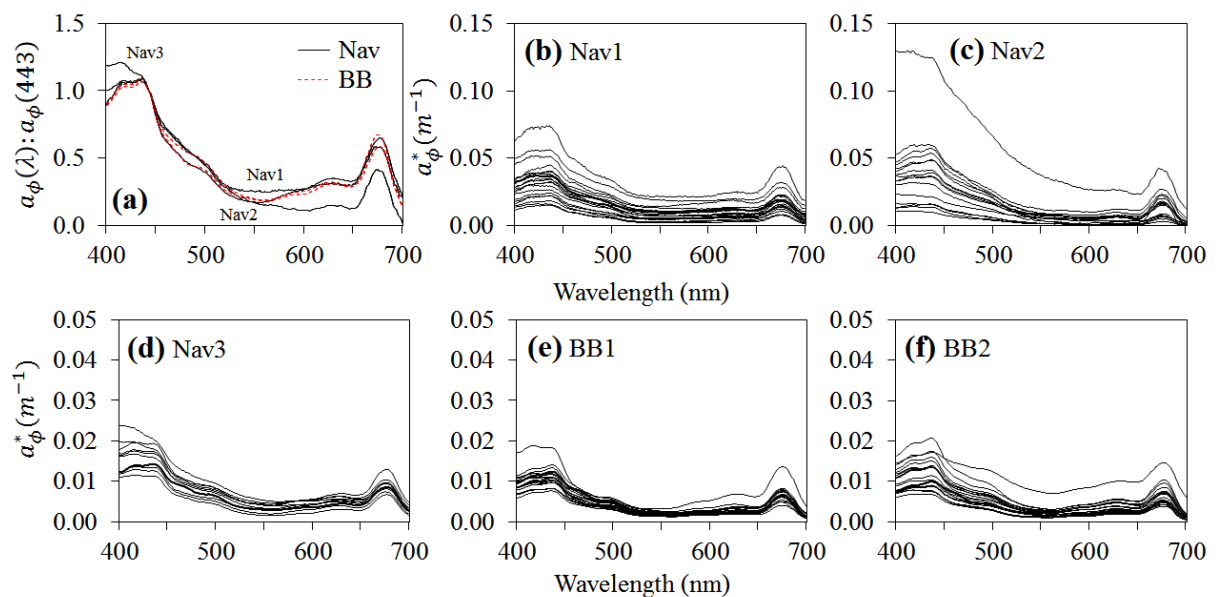 1.5
1.0
0.5
0.0
a_ϕ(λ):a_ϕ(443)
Nav3
Nav
BB
Nav1
Nav2
(a)
400 500 600 700
0.15
0.10
0.05
0.00
a*_ϕ(m⁻¹)
(b) Nav1
400 500 600 700
0.15
0.10
0.05
0.00
(c) Nav2
400 500 600 700
Wavelength (nm)
0.05
0.04
0.03
0.02
0.01
0.00
a*_ϕ(m⁻¹)
(d) Nav3
400 500 600 700
0.05
0.04
0.03
0.02
0.01
0.00
(e) BB1
400 500 600 700
0.05
0.04
0.03
0.02
0.01
0.00
(f) BB2
400 500 600 700
Wavelength (nm)